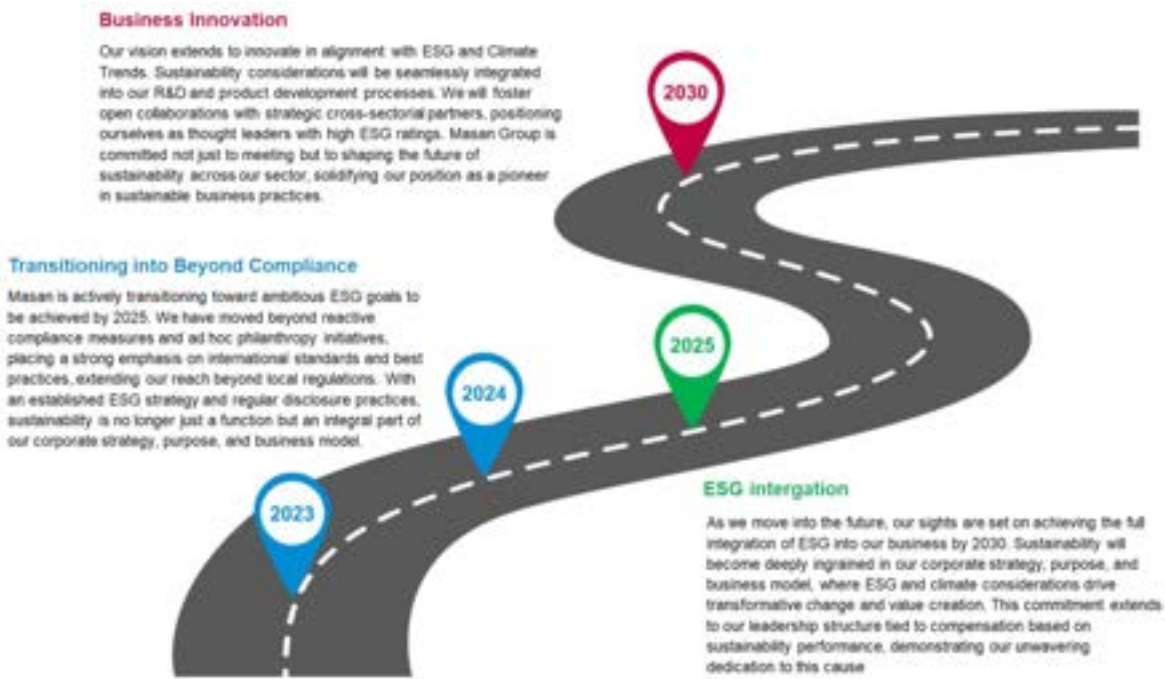 Business Innovation
Our vision extends to innovate in alignment with ESG and Climate
Trends. Sustainability considerations will be seamlessly integrated
into our R&D and product development processes. We will foster
open collaborations with strategic cross-sectorial partners, positioning
ourselves as thought leaders with high ESG ratings. Masan Group is
committed not just to meeting but to shaping the future of
sustainability across our sector, solidifying our position as a pioneer
in sustainable business practices.
2030
Transitioning into Beyond Compliance
Masan is actively transitioning toward ambitious ESG goals to
be achieved by 2025. We have moved beyond reactive
compliance measures and ad hoc philanthropy initiatives,
placing a strong emphasis on international standards and best
practices, extending our reach beyond local regulations. With
an established ESG strategy and regular disclosure practices,
sustainability is no longer just a function but an integral part of
our corporate strategy, purpose, and business model.
2025
2024
2023
ESG intergation
As we move into the future, our sights are set on achieving the full
integration of ESG into our business by 2030. Sustainability will
become deeply ingrained in our corporate strategy, purpose, and
business model, where ESG and climate considerations drive
transformative change and value creation. This commitment extends
to our leadership structure tied to compensation based on
sustainability performance, demonstrating our unwavering
dedication to this cause